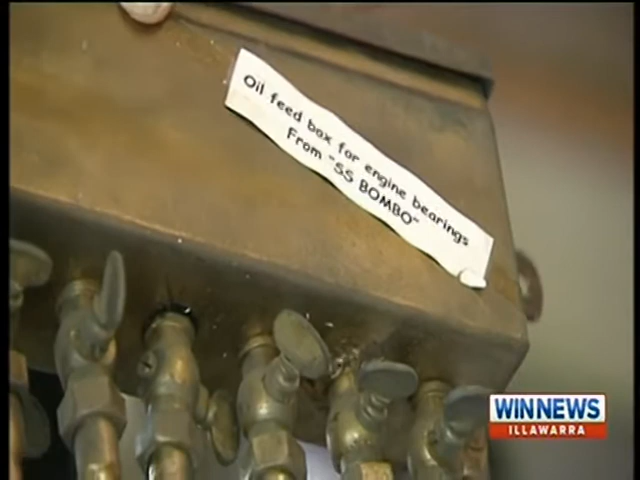 Oil feed box for engine bearings
From "SS BOMBO"
WIN NEWS
ILLAWARRA